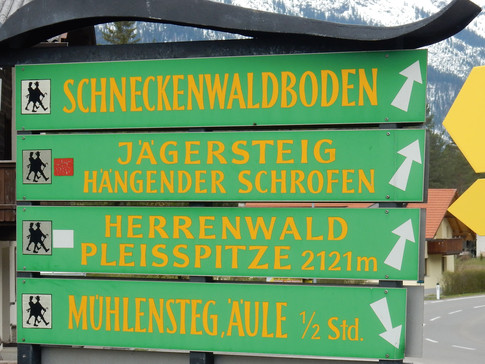 SCHNECKENWALDBODEN
JÄGERSTEIG
HÄNGENDER SCHROFEN
HERRENWALD
PLEISSPITZE 2121m
MÜHLENSTEG, ÄULE ½ Std.